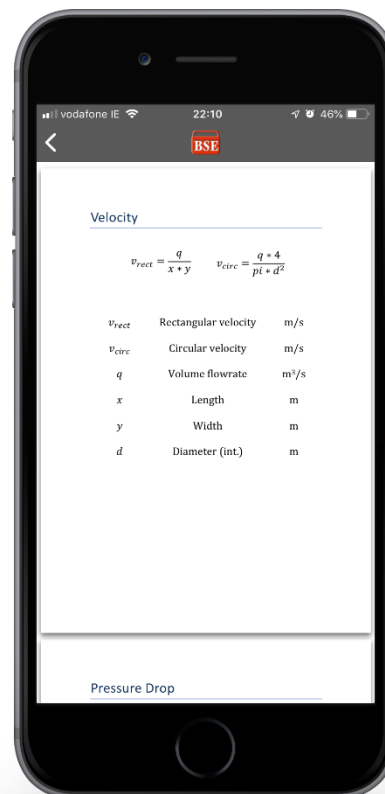 vodafone IE 22:10 46%
BSE
Velocity
v_rect = q / (x * y) v_circ = (q * 4) / (pi * d²)
v_rect Rectangular velocity m/s
v_circ Circular velocity m/s
q Volume flowrate m³/s
x Length m
y Width m
d Diameter (int.) m
Pressure Drop